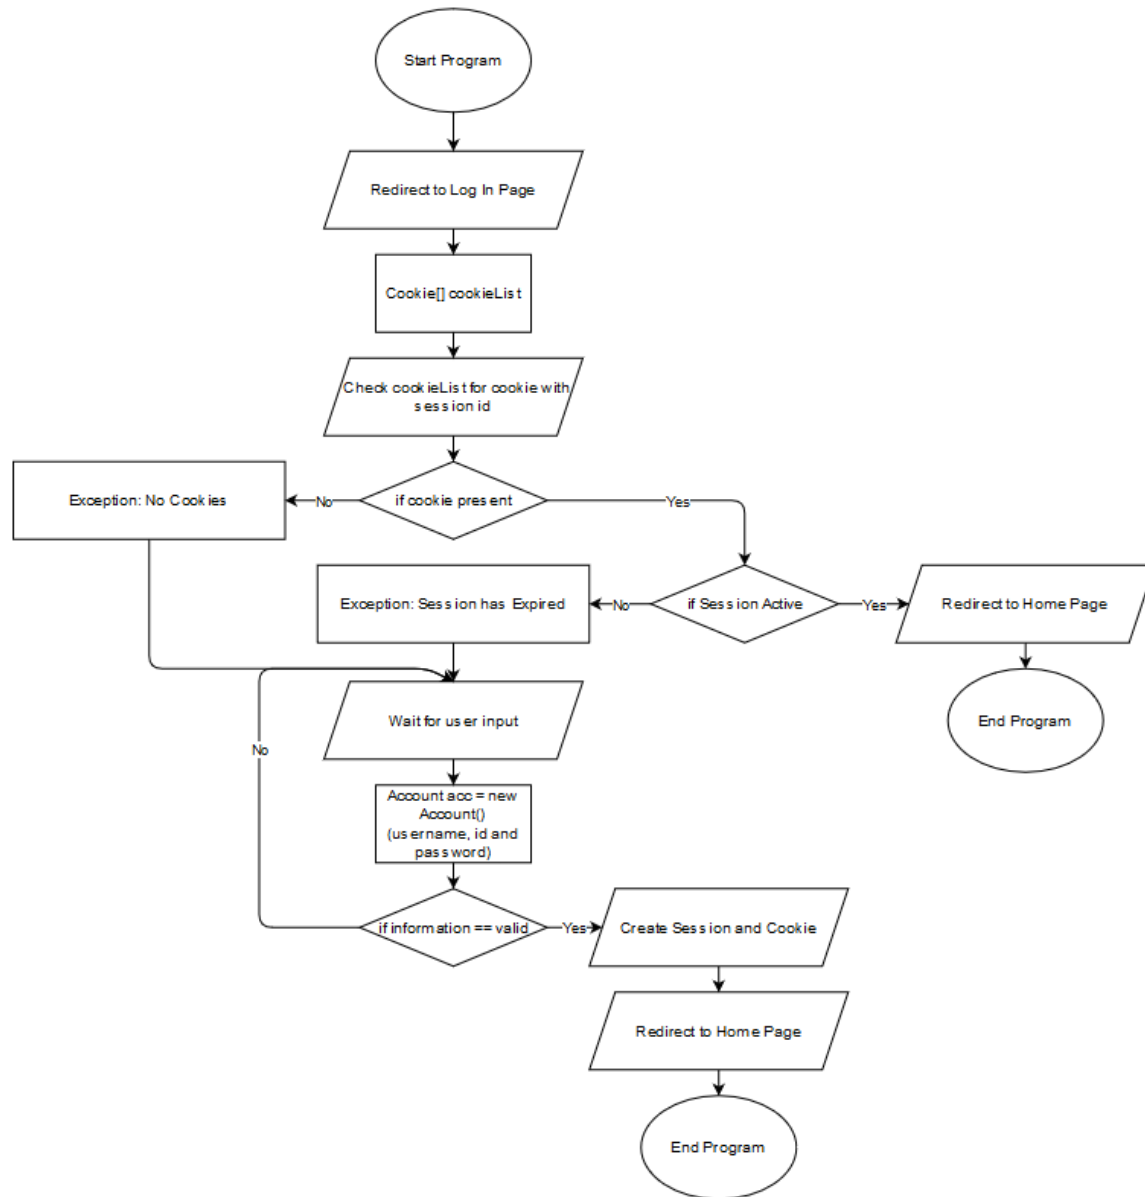 Start Program
Redirect to Log In Page
Cookie[] cookieList
Check cookieList for cookie with
session id
if cookie present
No
Yes
Exception: No Cookies
Exception: Session has Expired
No
if Session Active
Yes
Redirect to Home Page
End Program
Wait for user input
No
Account acc = new
Account()
(username, id and
password)
if information == valid
Yes
Create Session and Cookie
Redirect to Home Page
End Program